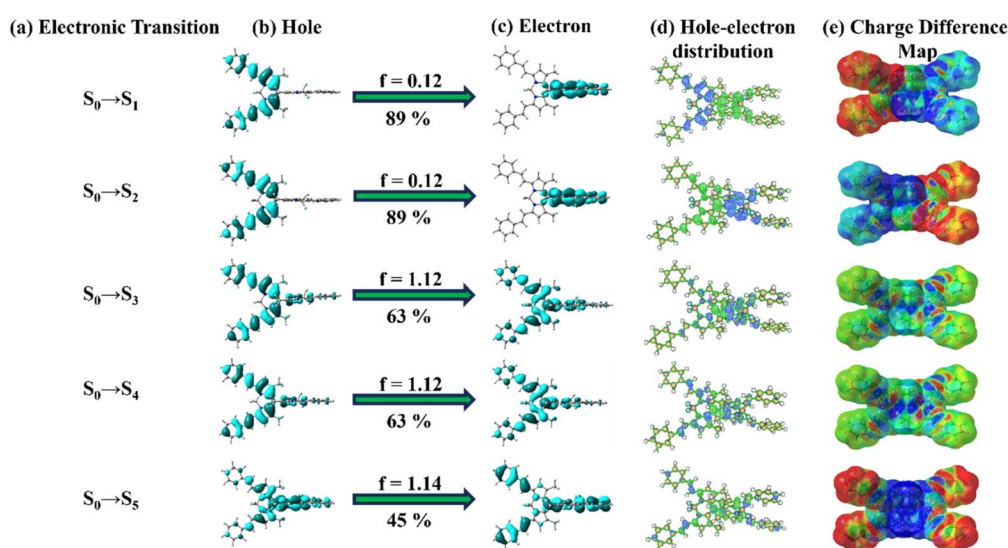 (a) Electronic Transition (b) Hole (c) Electron (d) Hole-electron (e) Charge Difference
distribution Map
S₀→S₁ f = 0.12
89 %
S₀→S₂ f = 0.12
89 %
S₀→S₃ f = 1.12
63 %
S₀→S₄ f = 1.12
63 %
S₀→S₅ f = 1.14
45 %